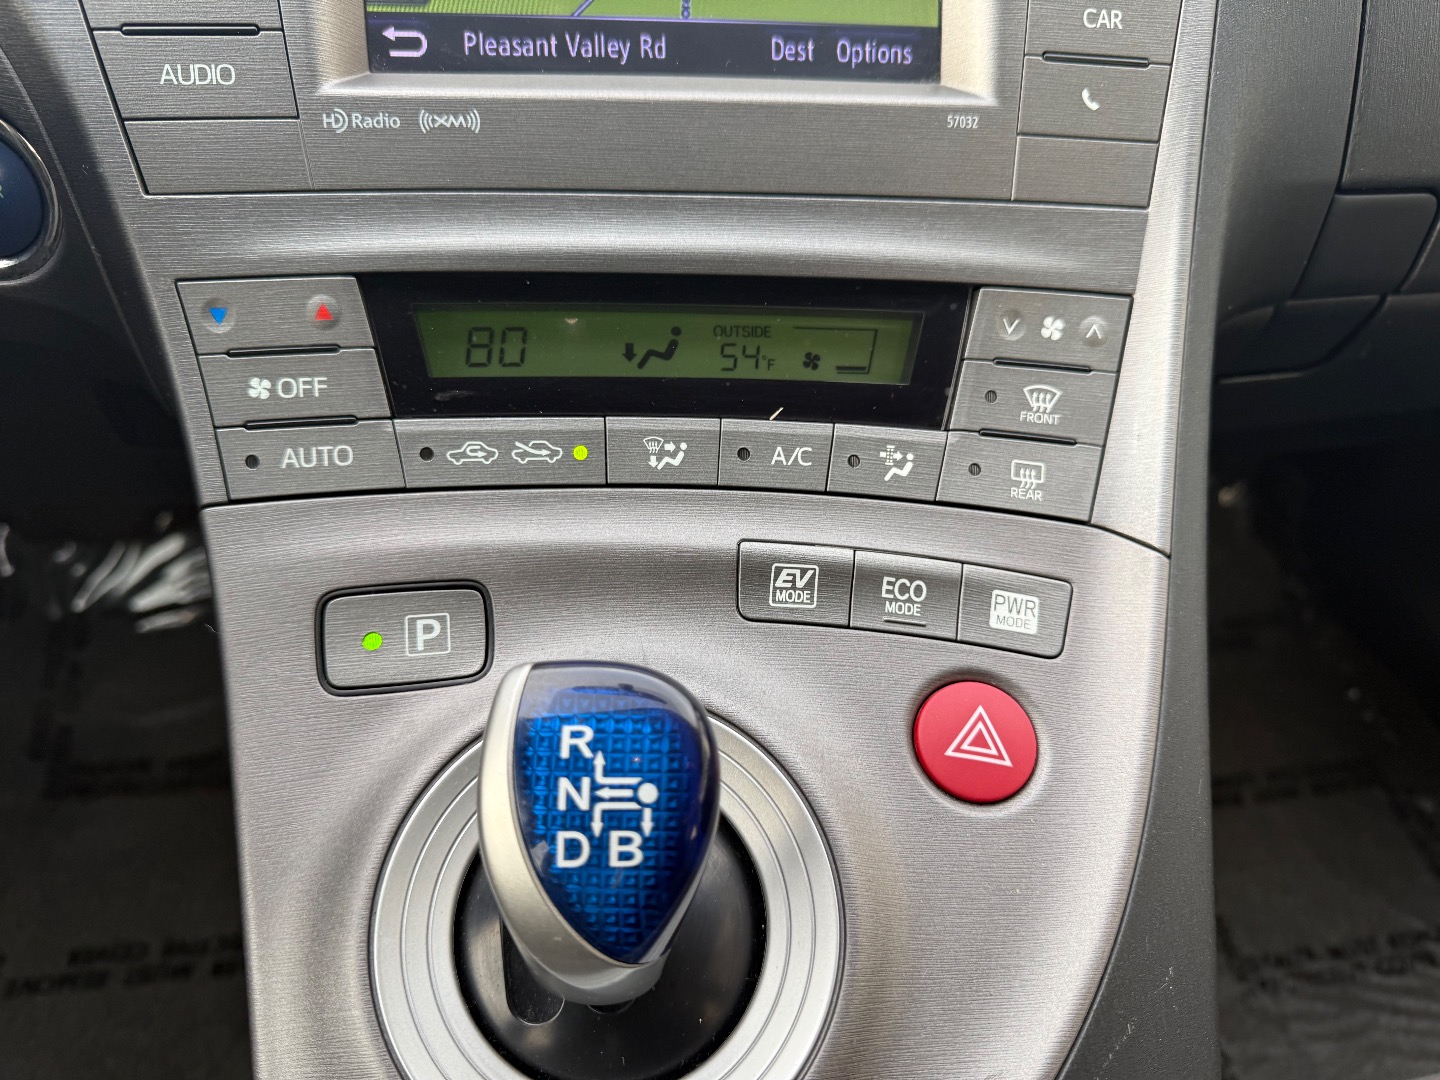 CAR
Pleasant Valley Rd Dest Options
AUDIO
HD Radio ((XM)) 57032
80 OUTSIDE 54°F
OFF
FRONT
AUTO A/C
REAR
EV MODE ECO MODE PWR MODE
P
R
N
D B